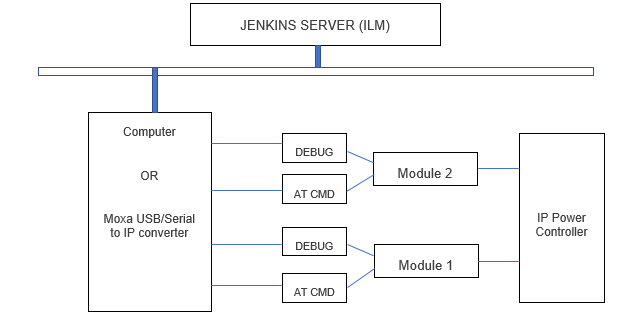 JENKINS SERVER (ILM)
Computer
OR
Moxa USB/Serial
to IP converter
DEBUG
AT CMD
Module 2
DEBUG
AT CMD
Module 1
IP Power
Controller